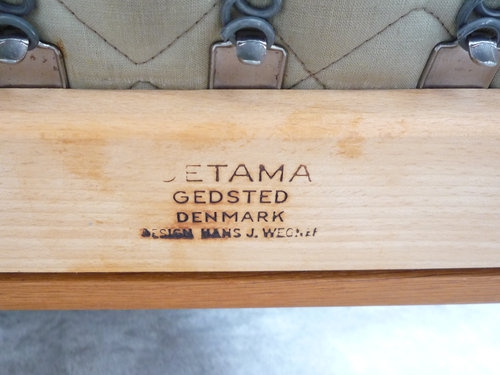 GETAMA
GEDSTED
DENMARK
DESIGN HANS J. WEGNER